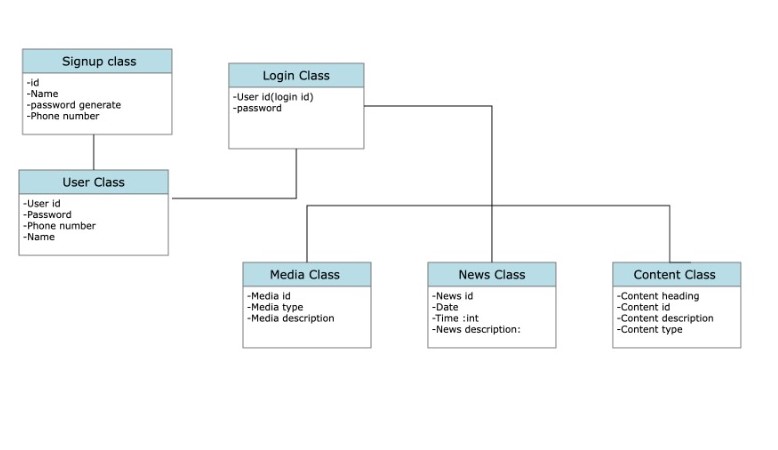 Signup class
-id
-Name
-password generate
-Phone number
Login Class
-User id(login id)
-password
User Class
-User id
-Password
-Phone number
-Name
Media Class
-Media id
-Media type
-Media description
News Class
-News id
-Date
-Time :int
-News description:
Content Class
-Content heading
-Content id
-Content description
-Content type